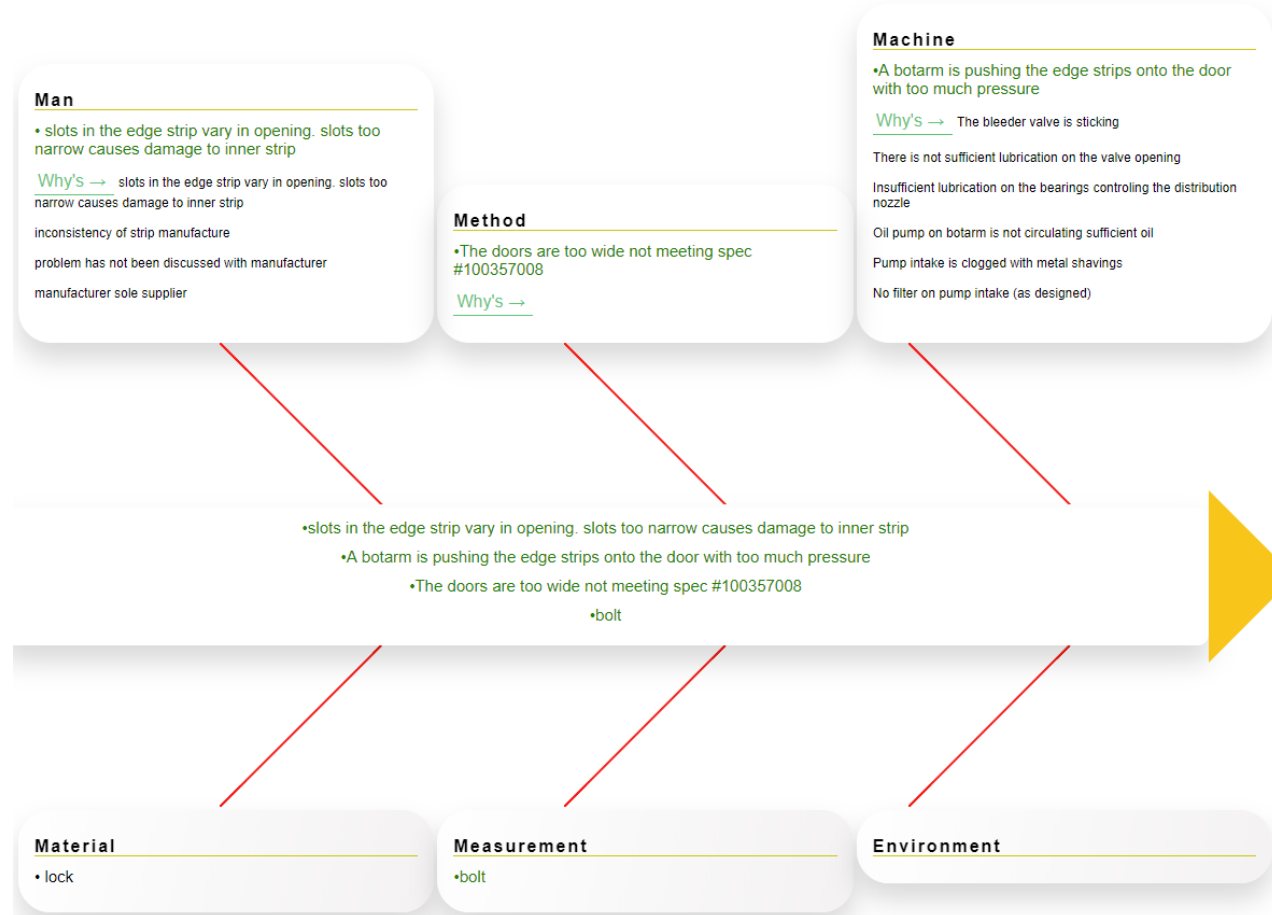 Man
• slots in the edge strip vary in opening. slots too
narrow causes damage to inner strip
Why's → slots in the edge strip vary in opening. slots too
narrow causes damage to inner strip
inconsistency of strip manufacture
problem has not been discussed with manufacturer
manufacturer sole supplier
Method
•The doors are too wide not meeting spec
#100357008
Why's →
Machine
•A botarm is pushing the edge strips onto the door
with too much pressure
Why's → The bleeder valve is sticking
There is not sufficient lubrication on the valve opening
Insufficient lubrication on the bearings controling the distribution
nozzle
Oil pump on botarm is not circulating sufficient oil
Pump intake is clogged with metal shavings
No filter on pump intake (as designed)
•slots in the edge strip vary in opening. slots too narrow causes damage to inner strip
•A botarm is pushing the edge strips onto the door with too much pressure
•The doors are too wide not meeting spec #100357008
•bolt
Material
• lock
Measurement
•bolt
Environment